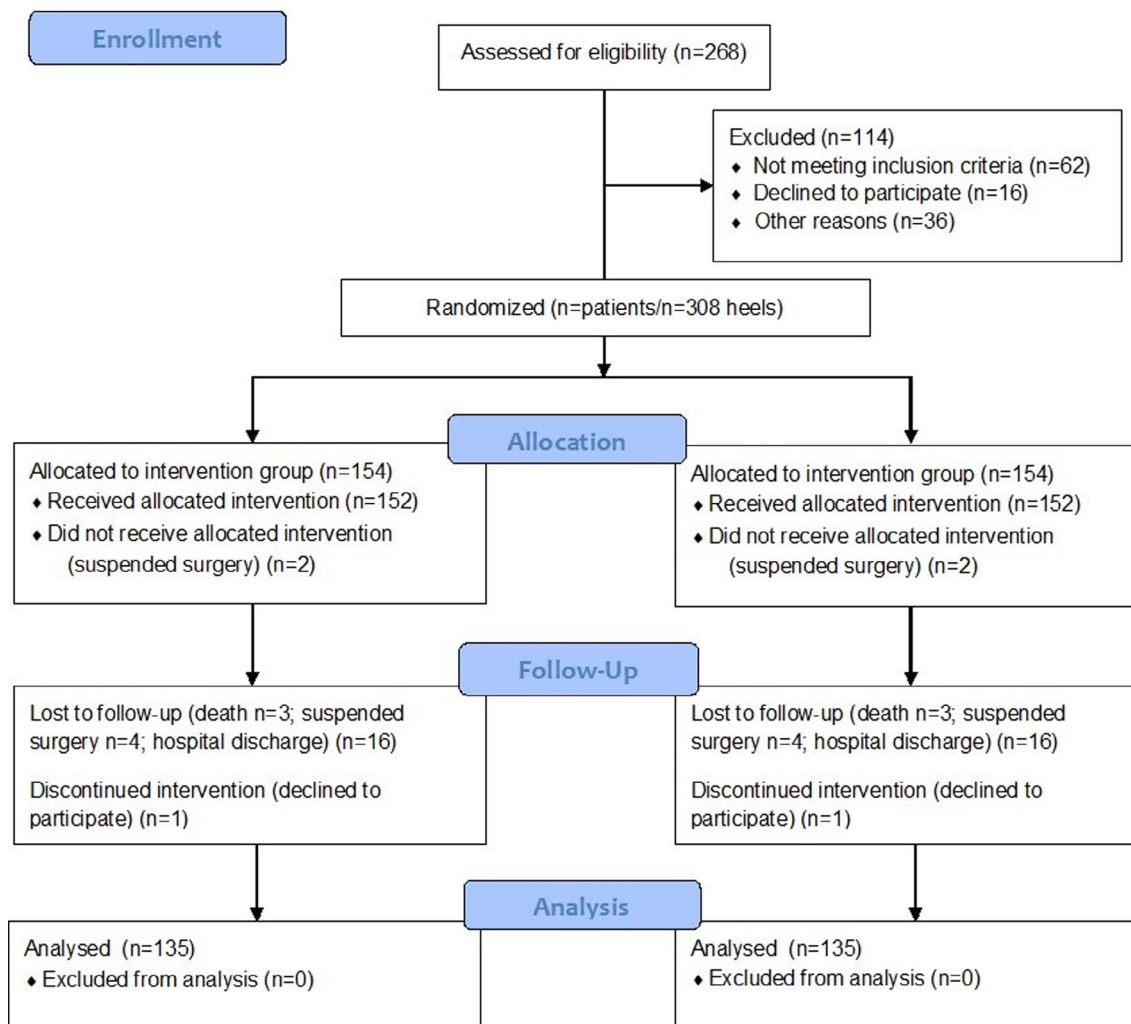 Enrollment
Assessed for eligibility (n=268)
Excluded (n=114)
♦ Not meeting inclusion criteria (n=62)
♦ Declined to participate (n=16)
♦ Other reasons (n=36)
Randomized (n=patients/n=308 heels)
Allocation
Allocated to intervention group (n=154)
♦ Received allocated intervention (n=152)
♦ Did not receive allocated intervention
(suspended surgery) (n=2)
Allocated to intervention group (n=154)
♦ Received allocated intervention (n=152)
♦ Did not receive allocated intervention
(suspended surgery) (n=2)
Follow-Up
Lost to follow-up (death n=3; suspended
surgery n=4; hospital discharge) (n=16)
Discontinued intervention (declined to
participate) (n=1)
Lost to follow-up (death n=3; suspended
surgery n=4; hospital discharge) (n=16)
Discontinued intervention (declined to
participate) (n=1)
Analysis
Analysed (n=135)
♦ Excluded from analysis (n=0)
Analysed (n=135)
♦ Excluded from analysis (n=0)